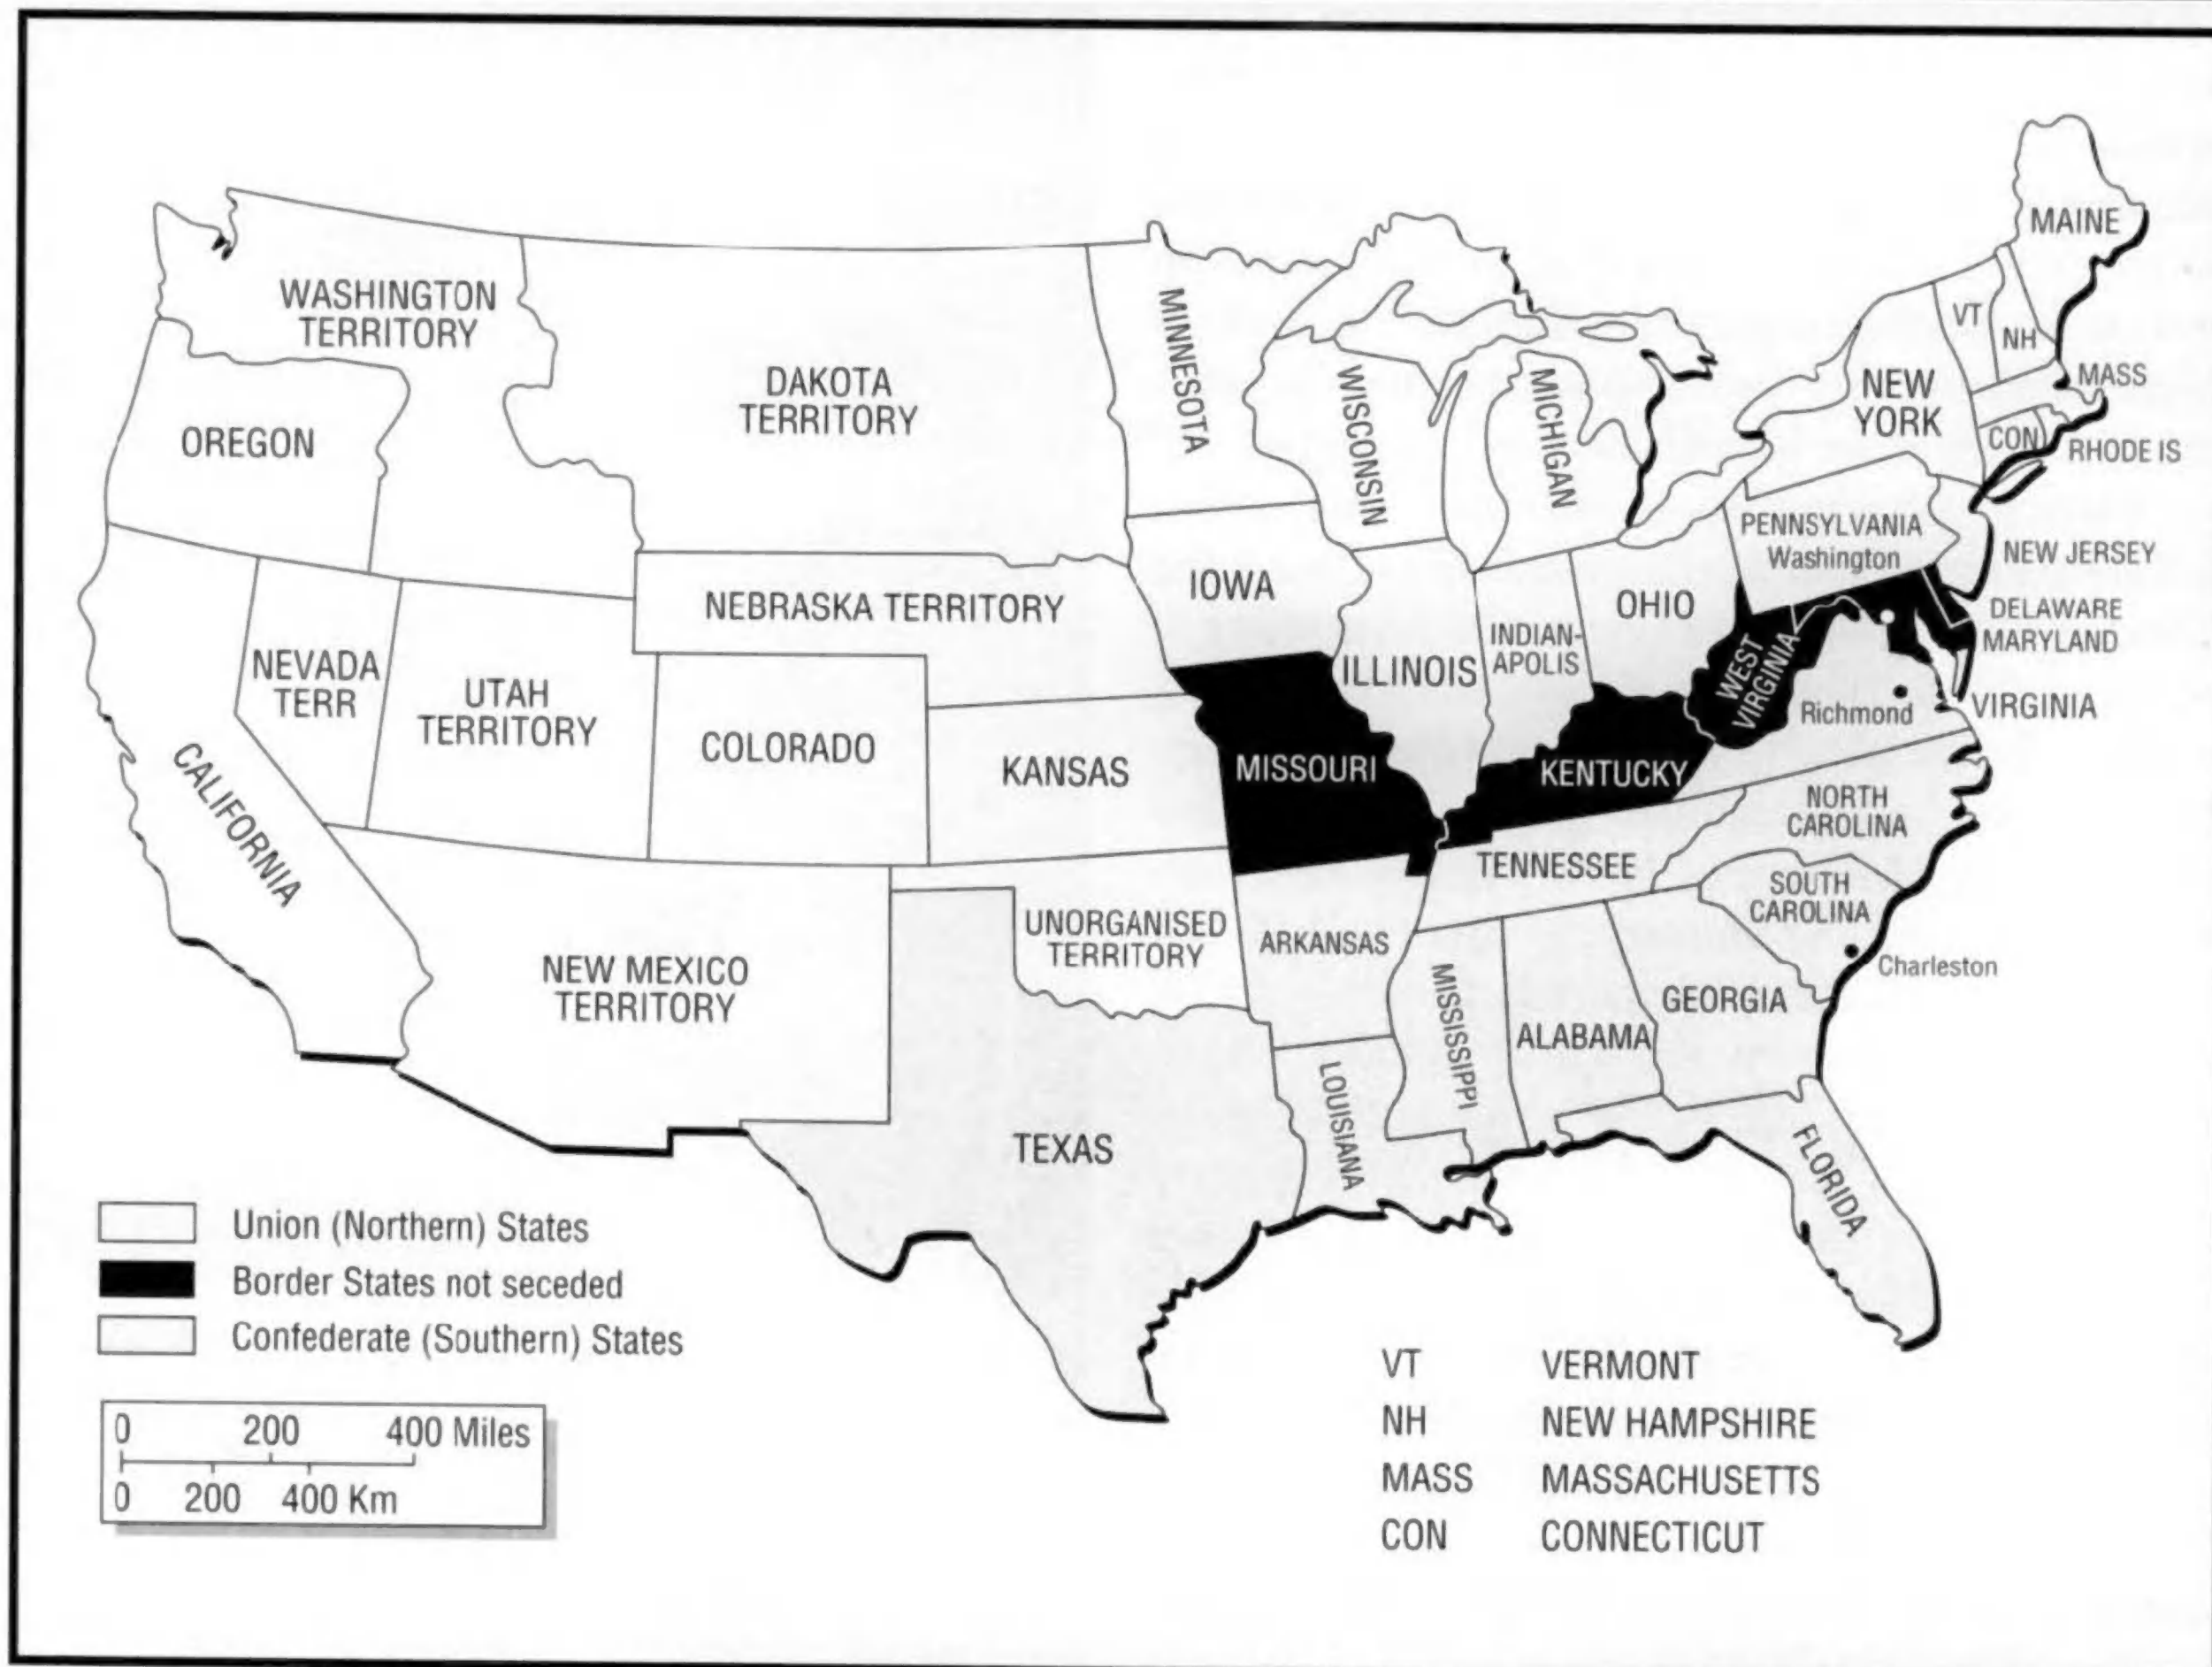 MAINE
WASHINGTON
TERRITORY
OREGON
DAKOTA
TERRITORY
MINNESOTA
WISCONSIN
MICHIGAN
VT
NH
MASS
NEW
YORK
CON
RHODE IS
PENNSYLVANIA
Washington
NEW JERSEY
DELAWARE
MARYLAND
NEBRASKA TERRITORY
IOWA
ILLINOIS
INDIAN-
APOLIS
OHIO
WEST
VIRGINIA
Richmond
VIRGINIA
NEVADA
TERR
UTAH
TERRITORY
COLORADO
KANSAS
MISSOURI
KENTUCKY
CALIFORNIA
NORTH
CAROLINA
TENNESSEE
SOUTH
CAROLINA
Charleston
NEW MEXICO
TERRITORY
UNORGANISED
TERRITORY
ARKANSAS
MISSISSIPPI
ALABAMA
GEORGIA
LOUISIANA
TEXAS
FLORIDA
Union (Northern) States
Border States not seceded
Confederate (Southern) States
0 200 400 Miles
0 200 400 Km
VT VERMONT
NH NEW HAMPSHIRE
MASS MASSACHUSETTS
CON CONNECTICUT